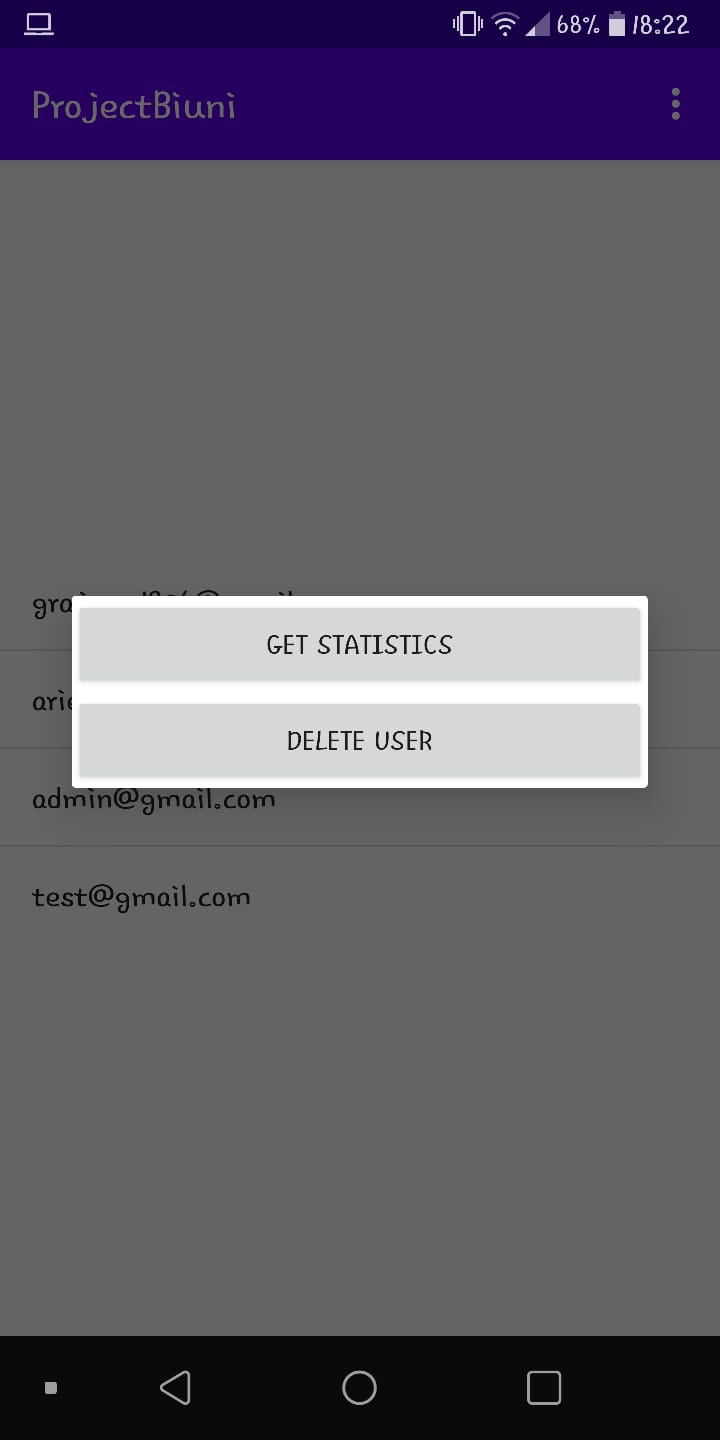 68% 18:22
ProjectBiuni
GET STATISTICS
DELETE USER
admin@gmail.com
test@gmail.com